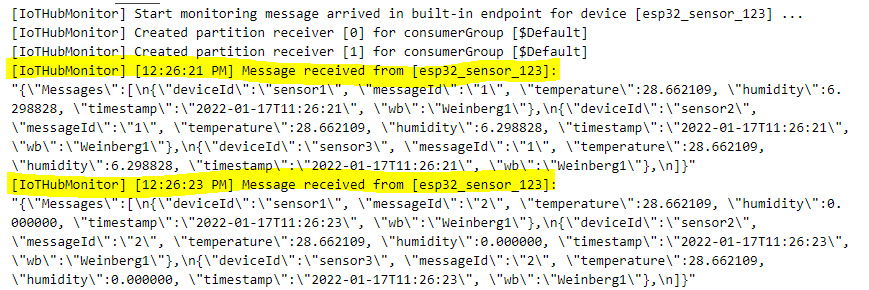 [IoTHubMonitor] Start monitoring message arrived in built-in endpoint for device [esp32_sensor_123] ...
[IoTHubMonitor] Created partition receiver [0] for consumerGroup [$Default]
[IoTHubMonitor] Created partition receiver [1] for consumerGroup [$Default]
[IoTHubMonitor] [12:26:21 PM] Message received from [esp32_sensor_123]:
"{\"Messages\":[\n{\"deviceId\":\"sensor1\", \"messageId\":\"1\", \"temperature\":28.662109, \"humidity\":6.
298828, \"timestamp\":\"2022-01-17T11:26:21\", \"wb\":\"Weinberg1\"},\n{\"deviceId\":\"sensor2\",
\"messageId\":\"1\", \"temperature\":28.662109, \"humidity\":6.298828, \"timestamp\":\"2022-01-17T11:26:21\",
\"wb\":\"Weinberg1\"},\n{\"deviceId\":\"sensor3\", \"messageId\":\"1\", \"temperature\":28.662109,
\"humidity\":6.298828, \"timestamp\":\"2022-01-17T11:26:21\", \"wb\":\"Weinberg1\"},\n]}"
[IoTHubMonitor] [12:26:23 PM] Message received from [esp32_sensor_123]:
"{\"Messages\":[\n{\"deviceId\":\"sensor1\", \"messageId\":\"2\", \"temperature\":28.662109, \"humidity\":0.
000000, \"timestamp\":\"2022-01-17T11:26:23\", \"wb\":\"Weinberg1\"},\n{\"deviceId\":\"sensor2\",
\"messageId\":\"2\", \"temperature\":28.662109, \"humidity\":0.000000, \"timestamp\":\"2022-01-17T11:26:23\",
\"wb\":\"Weinberg1\"},\n{\"deviceId\":\"sensor3\", \"messageId\":\"2\", \"temperature\":28.662109,
\"humidity\":0.000000, \"timestamp\":\"2022-01-17T11:26:23\", \"wb\":\"Weinberg1\"},\n]}"